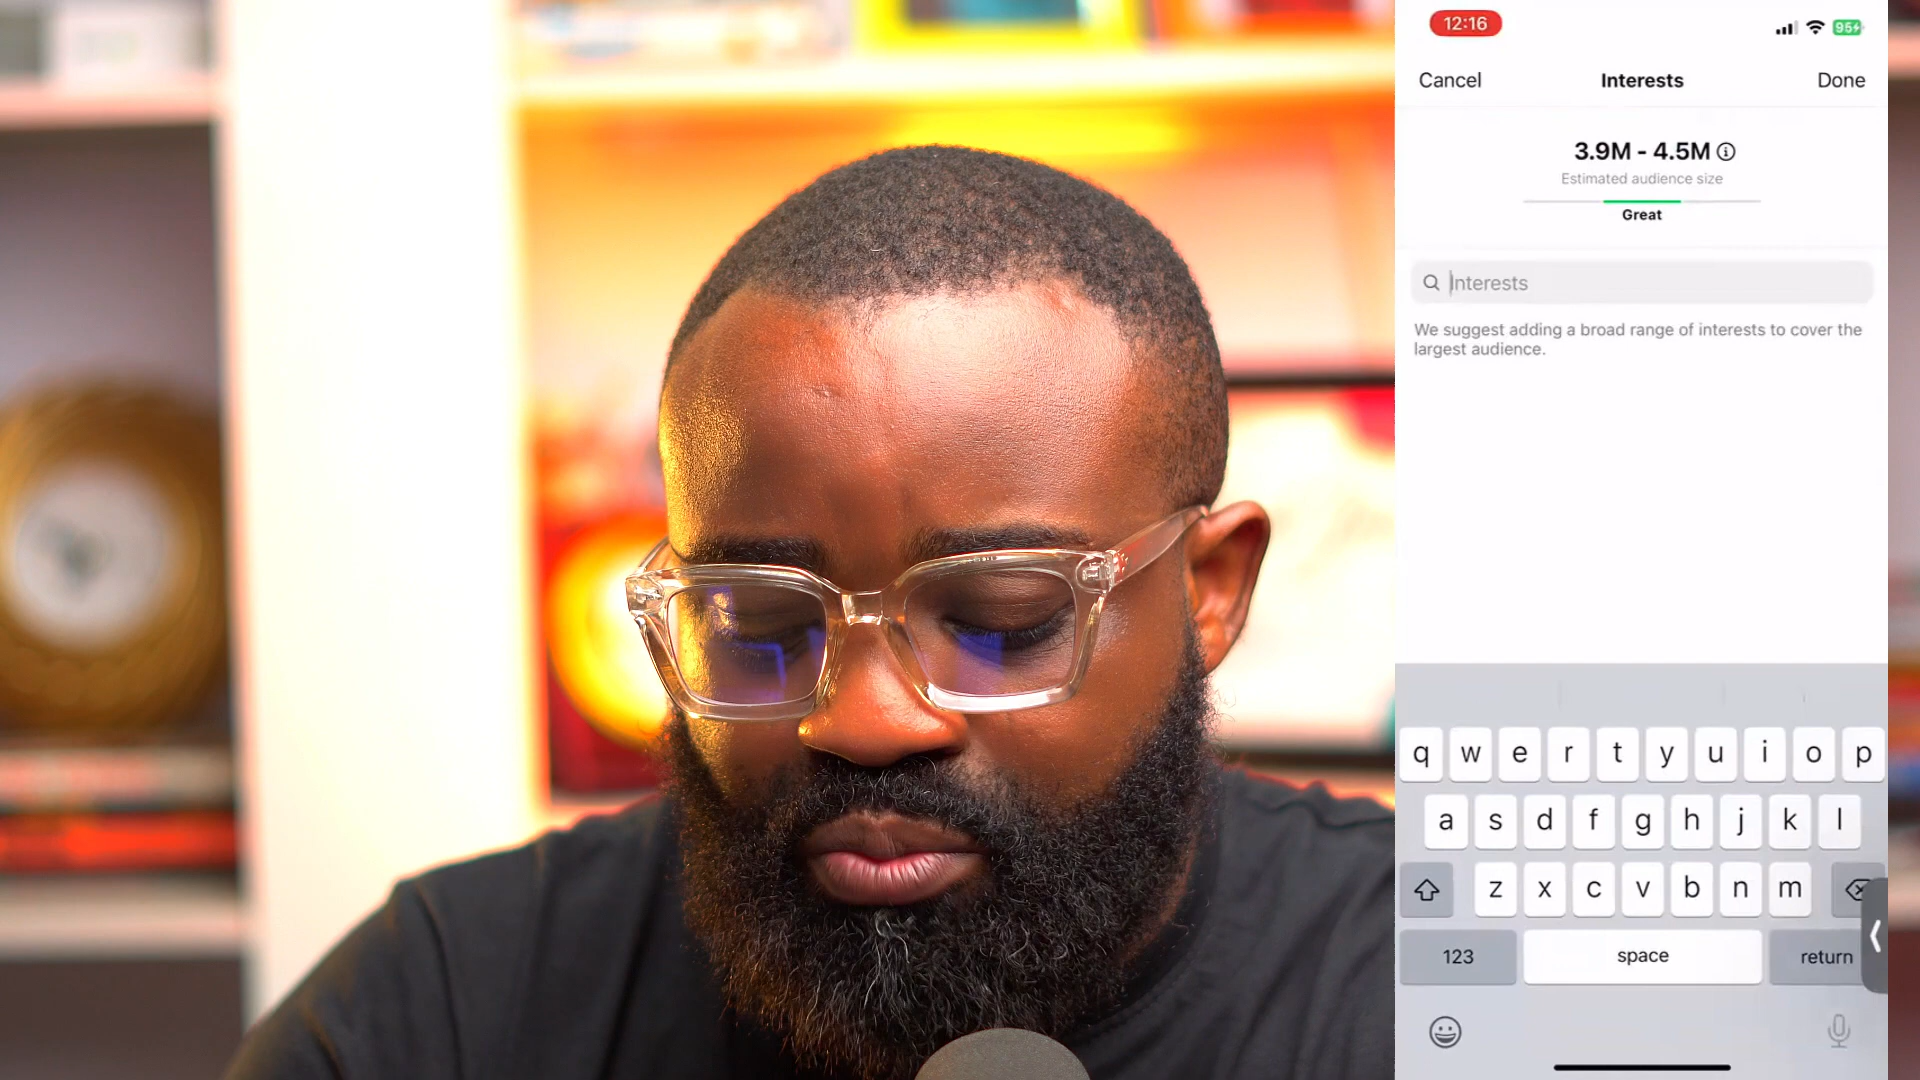 12:16
95
Cancel
Interests
Done
3.9M - 4.5M
Estimated audience size
Great
Interests
We suggest adding a broad range of interests to cover the
largest audience.
q w e r t y u i o p
a s d f g h j k l
z x c v b n m
123
space
return